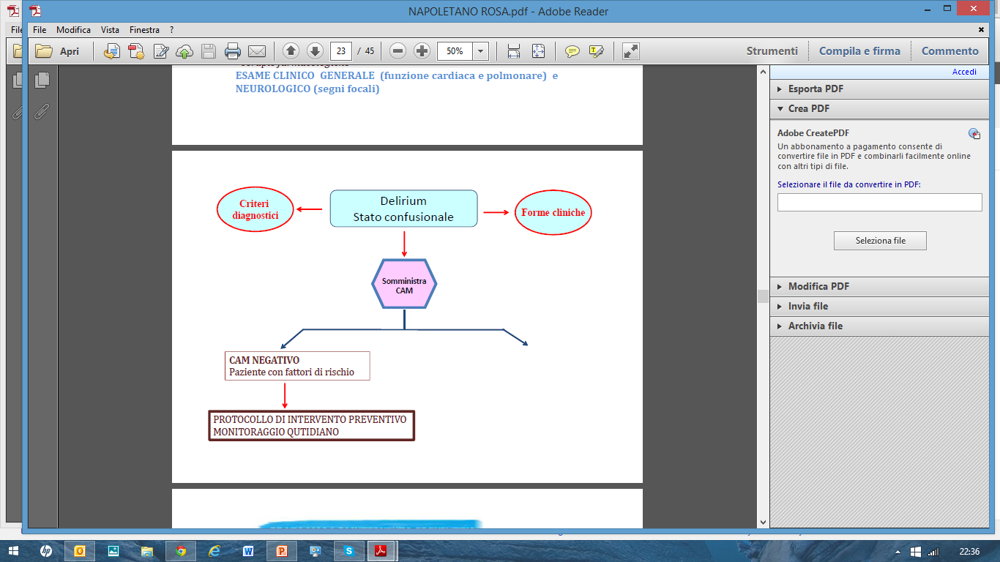 NAPOLETANO ROSA.pdf - Adobe Reader
File
File Modifica Vista Finestra ?
Apri
23 / 45
50%
Strumenti
Compila e firma
Commento
ESAME CLINICO GENERALE (funzione cardiaca e polmonare) e
NEUROLOGICO (segni focali)
Criteri
diagnostici
Delirium
Stato confusionale
Forme cliniche
Somministra
CAM
CAM NEGATIVO
Paziente con fattori di rischio
PROTOCOLLO DI INTERVENTO PREVENTIVO
MONITORAGGIO QUTIDIANO
Accedi
Esporta PDF
Crea PDF
Adobe CreatePDF
Un abbonamento a pagamento consente di
convertire file in PDF e combinarli facilmente online
con altri tipi di file.
Selezionare il file da convertire in PDF:
Seleziona file
Modifica PDF
Invia file
Archivia file
22:36